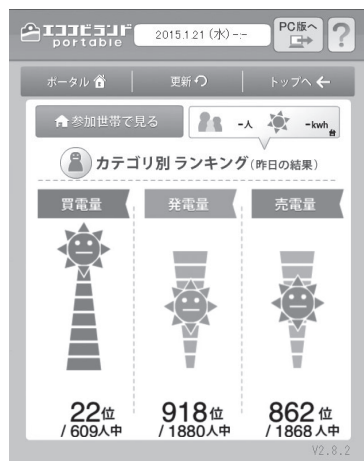 エココビランド
portable
2015.1.21 (水) -:-
PC版へ
?
ポータル
更新
トップへ
参加世帯で見る
-人
-kwh
台
カテゴリ別 ランキング(昨日の結果)
買電量
発電量
売電量
22位
/ 609人中
918位
/ 1880人中
862位
/ 1868人中
V2.8.2